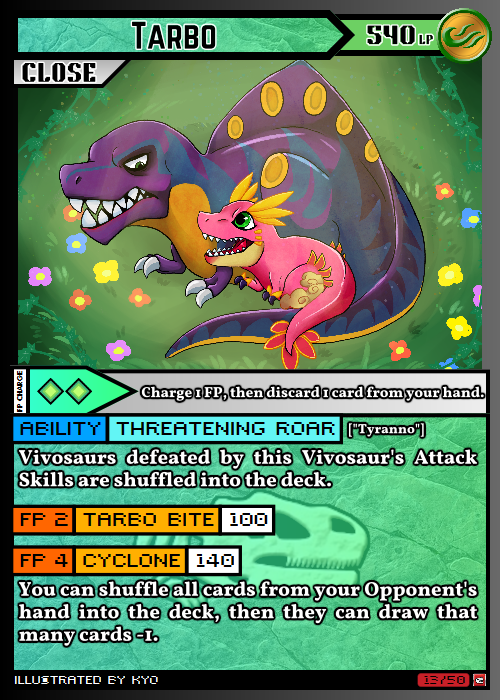 TARBO
540 LP
CLOSE
FP CHARGE
Charge 1 FP, then discard 1 card from your hand.
ABILITY THREATENING ROAR ["Tyranno"]
Vivosaurs defeated by this Vivosaur's Attack
Skills are shuffled into the deck.
FP 2 TARBO BITE 100
FP 4 CYCLONE 140
You can shuffle all cards from your Opponent's
hand into the deck, then they can draw that
many cards -1.
ILLUSTRATED BY KYO
13/50